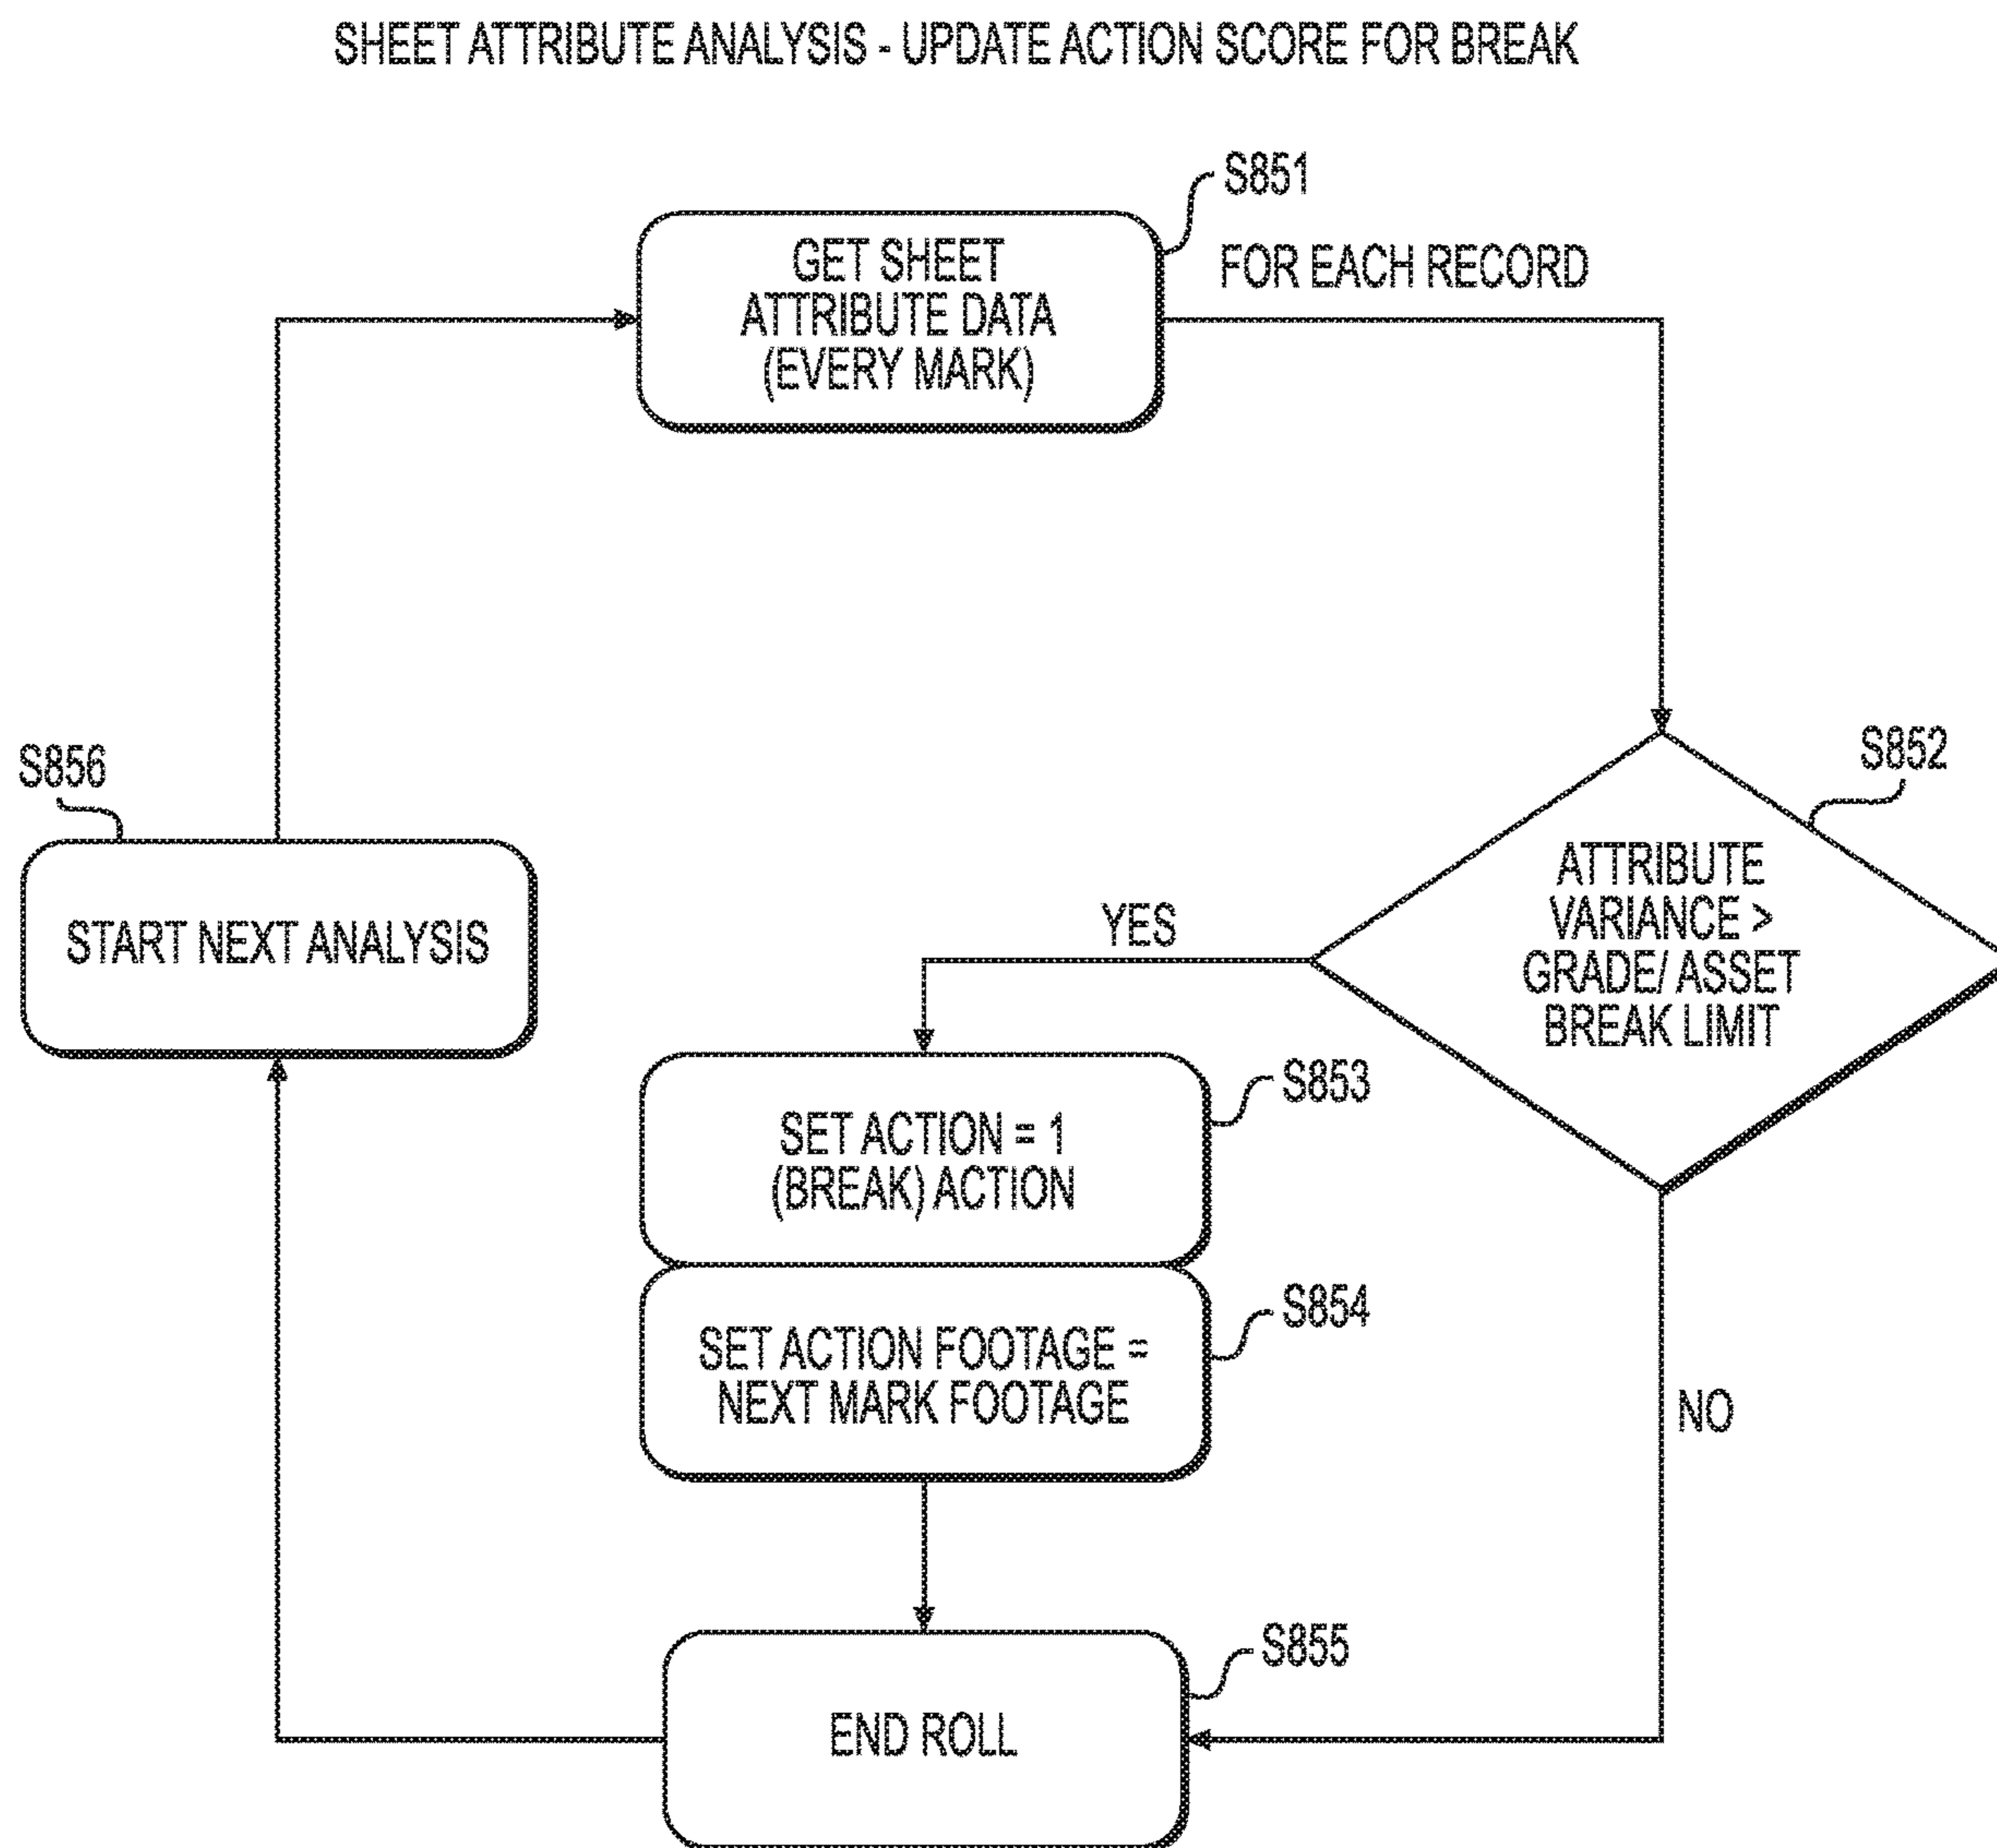 SHEET ATTRIBUTE ANALYSIS - UPDATE ACTION SCORE FOR BREAK
S851
GET SHEET
ATTRIBUTE DATA
(EVERY MARK)
FOR EACH RECORD
S852
ATTRIBUTE
VARIANCE >
GRADE/ ASSET
BREAK LIMIT
YES
NO
S853
SET ACTION = 1
(BREAK) ACTION
S854
SET ACTION FOOTAGE =
NEXT MARK FOOTAGE
S855
END ROLL
S856
START NEXT ANALYSIS